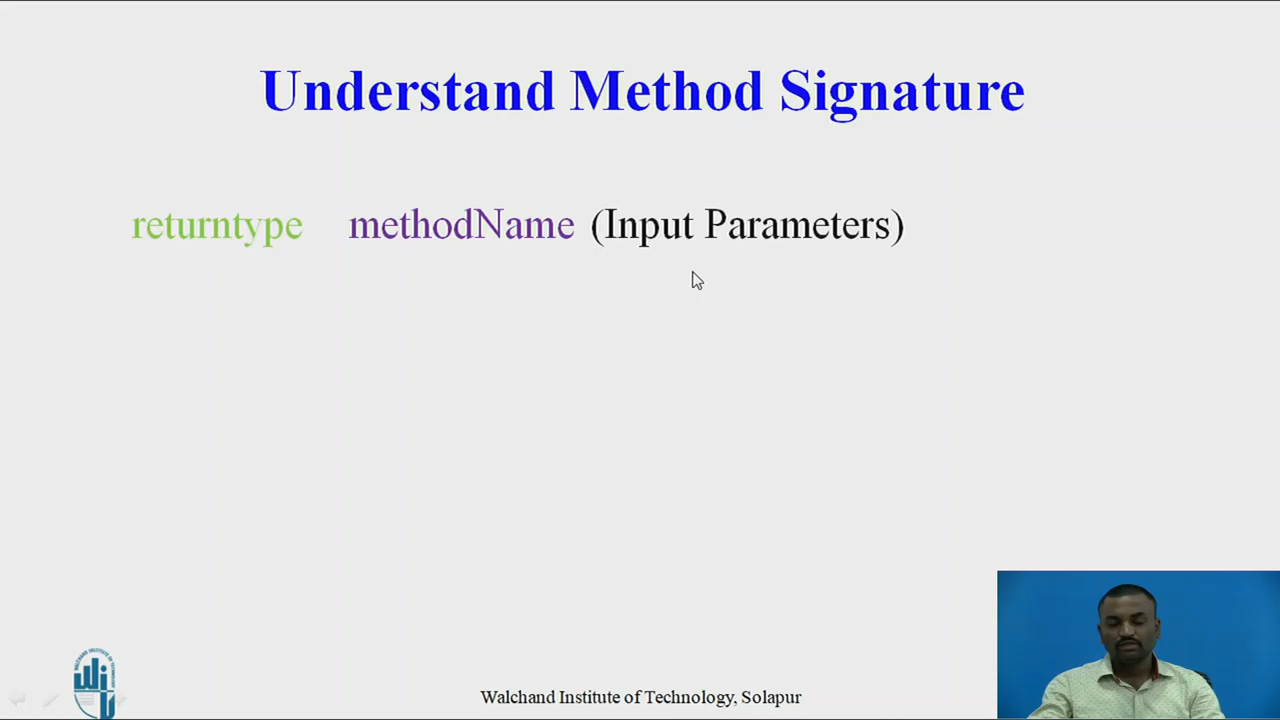 Understand Method Signature
returntype methodName (Input Parameters)
Walchand Institute of Technology, Solapur